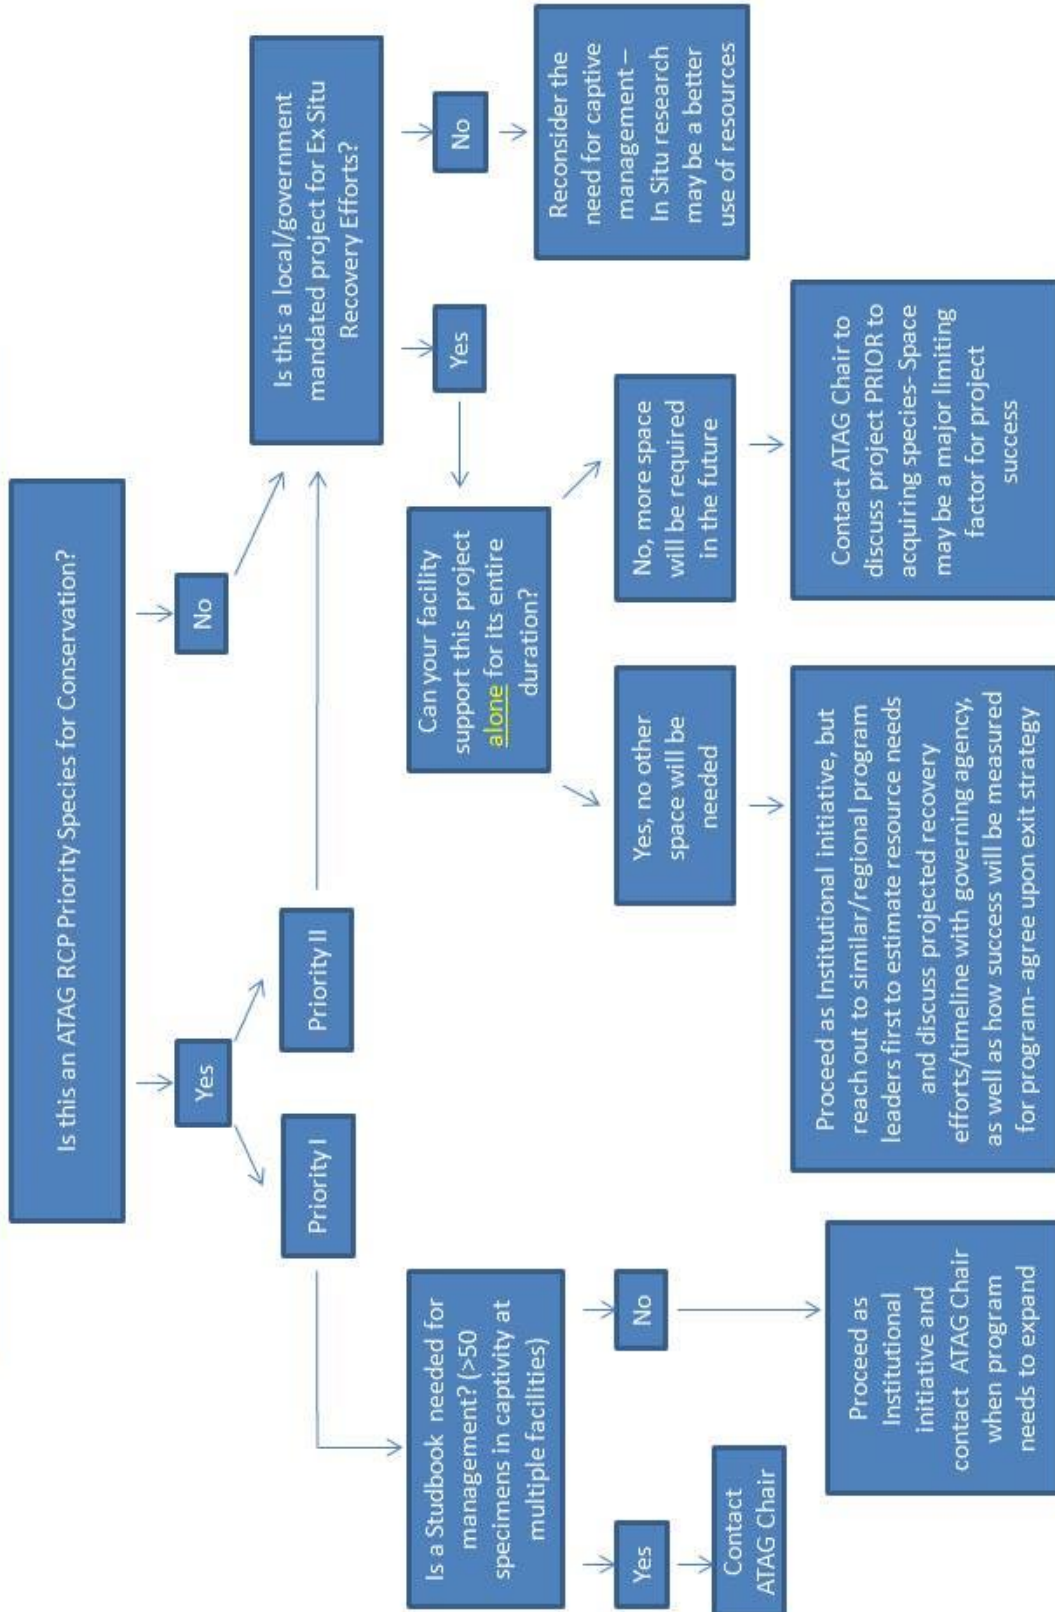 Is this an ATAG RCP Priority Species for Conservation?
Yes
No
Priority I
Priority II
Is this a local/government
mandated project for Ex Situ
Recovery Efforts?
Yes
No
Is a Studbook needed for
management? (>50
specimens in captivity at
multiple facilities)
Can your facility
support this project
alone for its entire
duration?
Reconsider the
need for captive
management–
In Situ research
may be a better
use of resources
Yes
No
Yes, no other
space will be
needed
No, more space
will be required
in the future
Contact
ATAG Chair
Proceed as
Institutional
initiative and
contact ATAG Chair
when program
needs to expand
Proceed as Institutional initiative, but
reach out to similar/regional program
leaders first to estimate resource needs
and discuss projected recovery
efforts/timeline with governing agency,
as well as how success will be measured
for program- agree upon exit strategy
Contact ATAG Chair to
discuss project PRIOR to
acquiring species- Space
may be a major limiting
factor for project
success